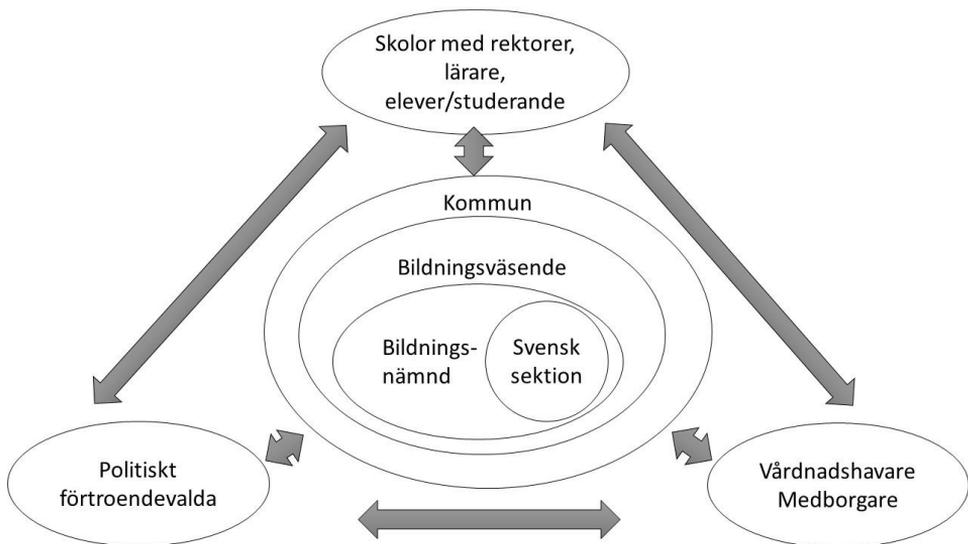 Skolor med rektorer,
lärare,
elever/studerande
Kommun
Bildningsväsende
Bildnings-
nämnd
Svensk
sektion
Politiskt
förtroendevalda
Vårdnadshavare
Medborgare